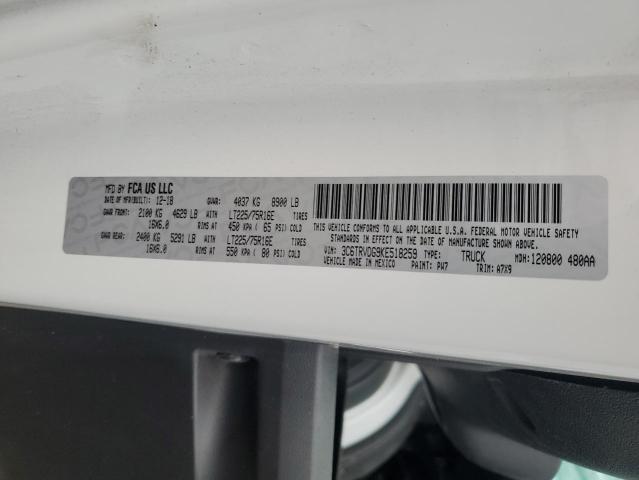 MFD BY FCA US LLC
DATE OF MFD(BUILT): 12-18 GVWR: 4037 KG 8900 LB
GAWR FRONT: 2100 KG 4629 LB WITH LT225/75R16E TIRES
16X6.0 RIMS AT 450 KPA ( 65 PSI) COLD
GAWR REAR: 2400 KG 5291 LB WITH LT225/75R16E TIRES
16X6.0 RIMS AT 550 KPA ( 80 PSI) COLD
THIS VEHICLE CONFORMS TO ALL APPLICABLE U.S.A. FEDERAL MOTOR VEHICLE SAFETY
STANDARDS IN EFFECT ON THE DATE OF MANUFACTURE SHOWN ABOVE.
VIN: 3C6TRVDG9KE518259 TYPE: TRUCK MDH: 120800 480AA
VEHICLE MADE IN MEXICO PAINT: PW7 TRIM: A7X9